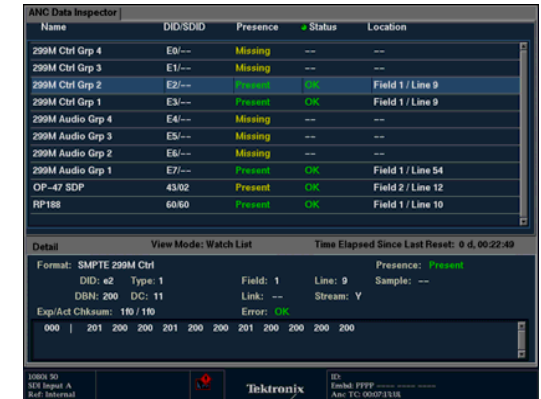 ANC Data Inspector
Name DID/SDID Presence Status Location
299M Ctrl Grp 4 E0/-- Missing -- --
299M Ctrl Grp 3 E1/-- Missing -- --
299M Ctrl Grp 2 E2/-- Present OK Field 1 / Line 9
299M Ctrl Grp 1 E3/-- Present OK Field 1 / Line 9
299M Audio Grp 4 E4/-- Missing -- --
299M Audio Grp 3 E5/-- Missing -- --
299M Audio Grp 2 E6/-- Missing -- --
299M Audio Grp 1 E7/-- Present OK Field 1 / Line 54
OP-47 SDP 43/02 Present OK Field 2 / Line 12
RP188 60/60 Present OK Field 1 / Line 10
Detail View Mode: Watch List Time Elapsed Since Last Reset: 0 d, 00:22:49
Format: SMPTE 299M Ctrl Presence: Present
DID: e2 Type: 1 Field: 1 Line: 9 Sample: --
DBN: 200 DC: 11 Link: -- Stream: Y
Exp/Act Chksum: 1f0 / 1f0 Error: OK
000 | 201 200 200 201 200 200 201 200 200 200 200
1080i 50
SDI Input A
Ref: Internal
Tektronix
ID:
Embd: PPPP ---- ---- ----
Anc TC: